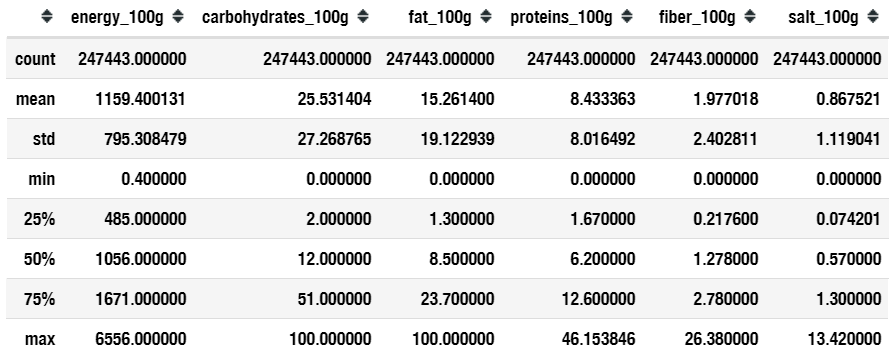 energy_100g carbohydrates_100g fat_100g proteins_100g fiber_100g salt_100g
count 247443.000000 247443.000000 247443.000000 247443.000000 247443.000000 247443.000000
mean 1159.400131 25.531404 15.261400 8.433363 1.977018 0.867521
std 795.308479 27.268765 19.122939 8.016492 2.402811 1.119041
min 0.400000 0.000000 0.000000 0.000000 0.000000 0.000000
25% 485.000000 2.000000 1.300000 1.670000 0.217600 0.074201
50% 1056.000000 12.000000 8.500000 6.200000 1.278000 0.570000
75% 1671.000000 51.000000 23.700000 12.600000 2.780000 1.300000
max 6556.000000 100.000000 100.000000 46.153846 26.380000 13.420000